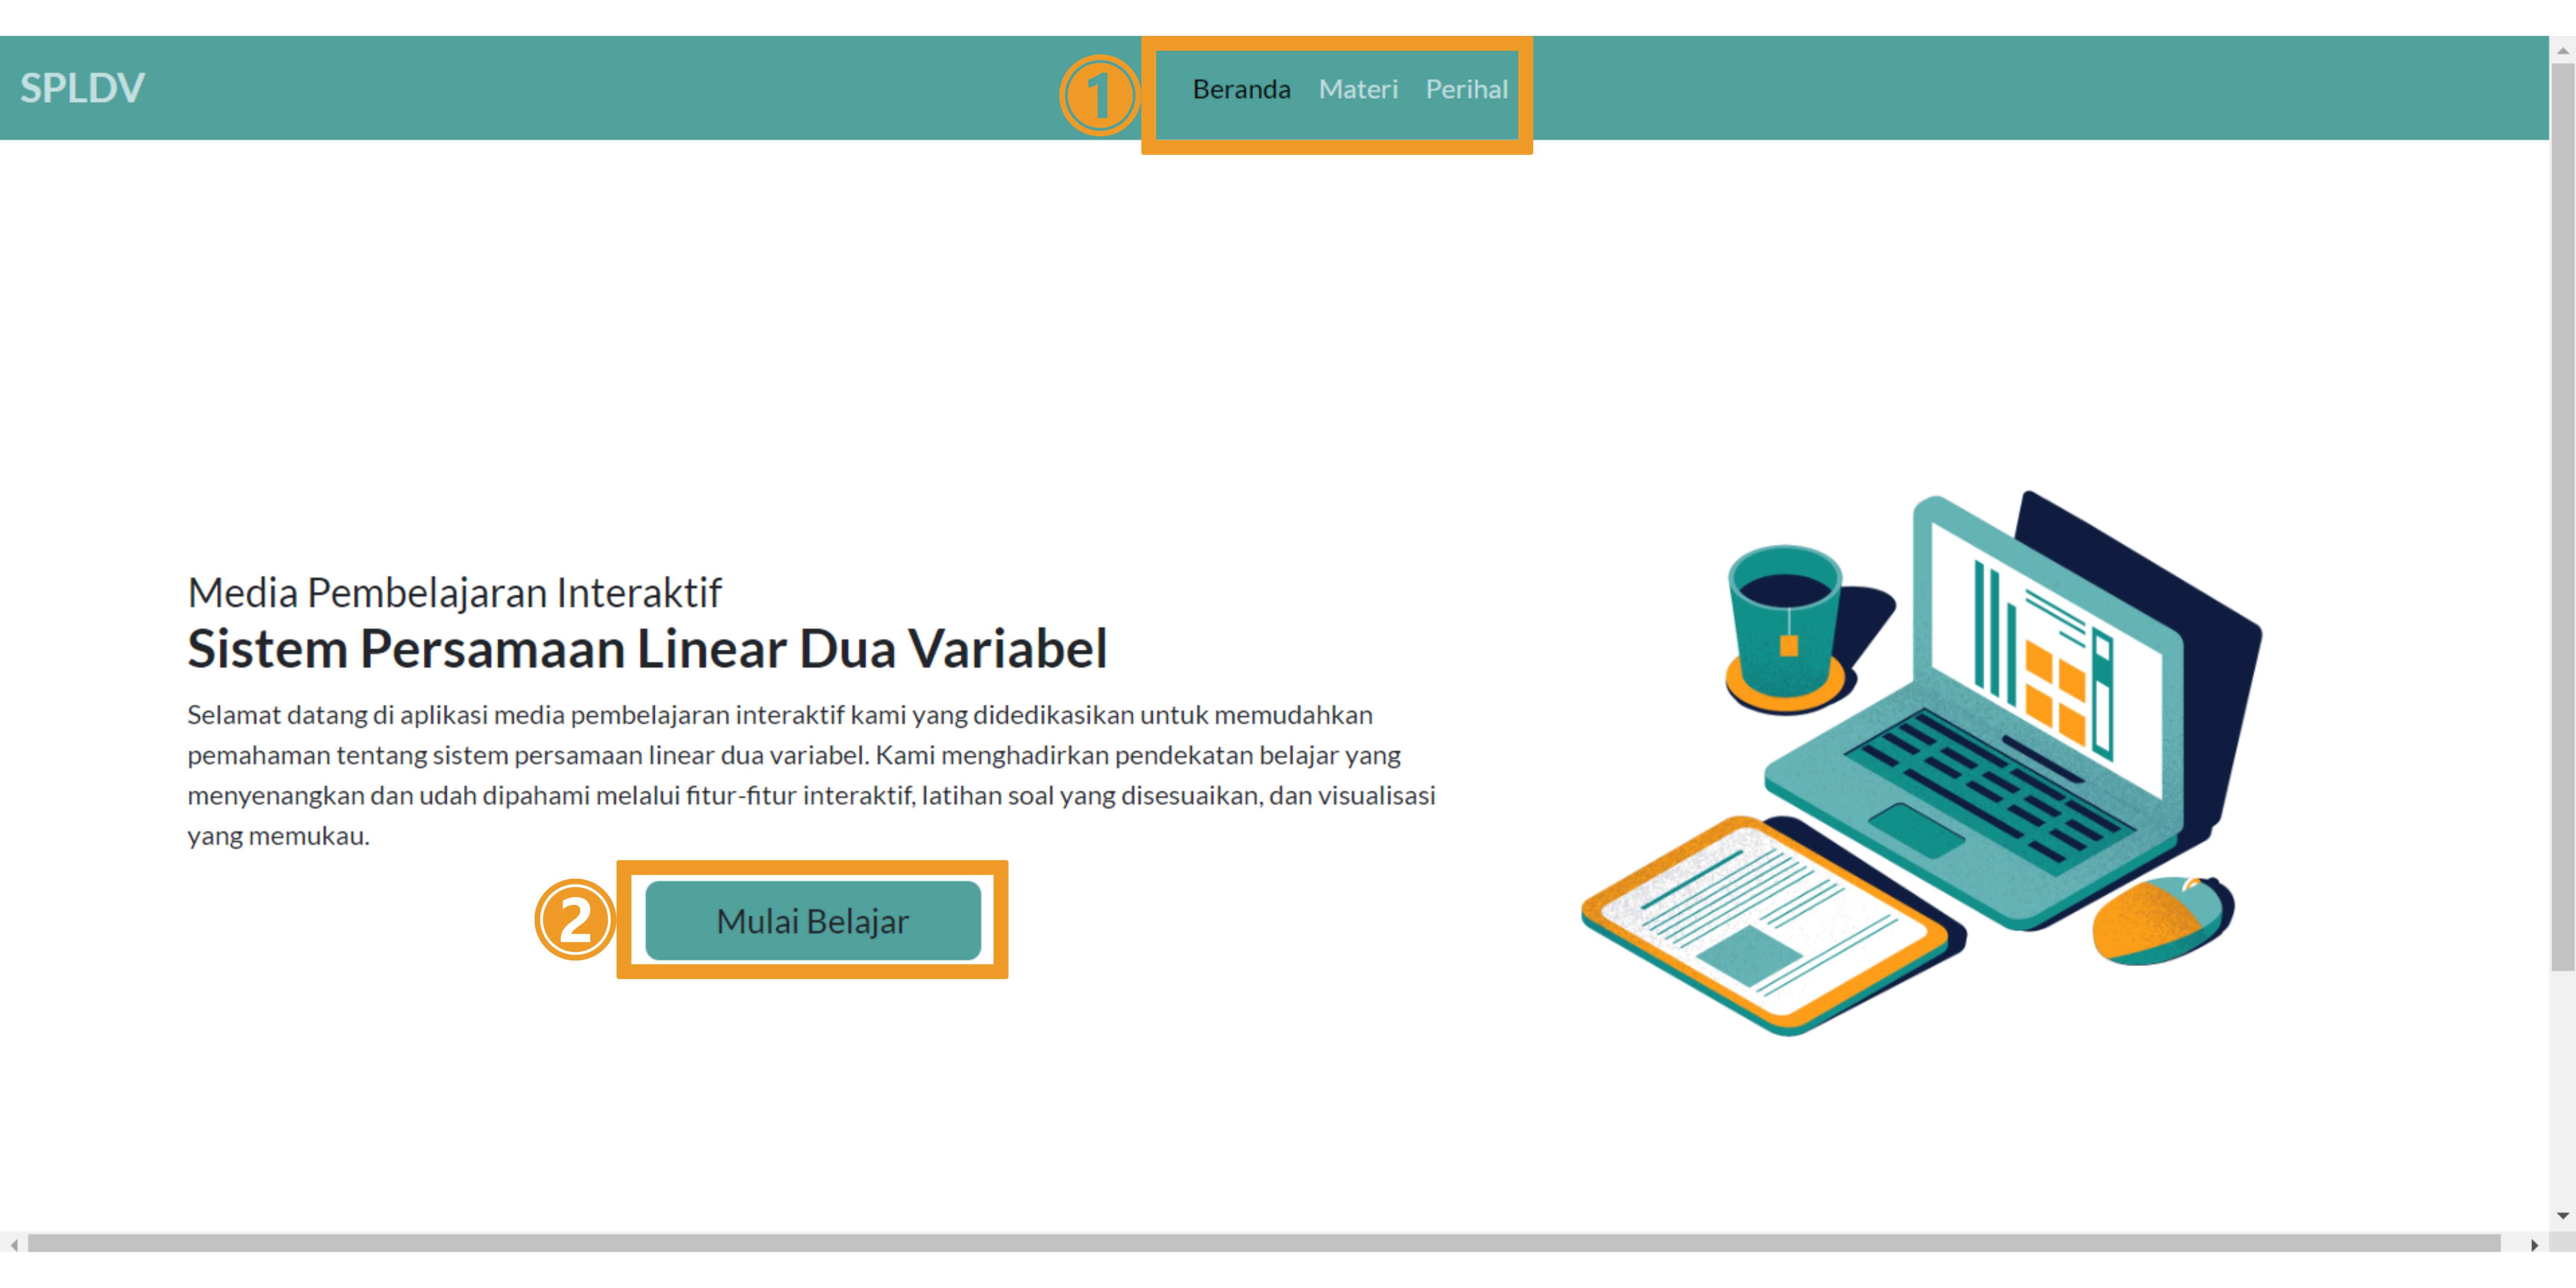 SPLDV
1
Beranda Materi Perihal
Media Pembelajaran Interaktif
Sistem Persamaan Linear Dua Variabel
Selamat datang di aplikasi media pembelajaran interaktif kami yang didedikasikan untuk memudahkan
pemahaman tentang sistem persamaan linear dua variabel. Kami menghadirkan pendekatan belajar yang
menyenangkan dan udah dipahami melalui fitur-fitur interaktif, latihan soal yang disesuaikan, dan visualisasi
yang memukau.
2
Mulai Belajar